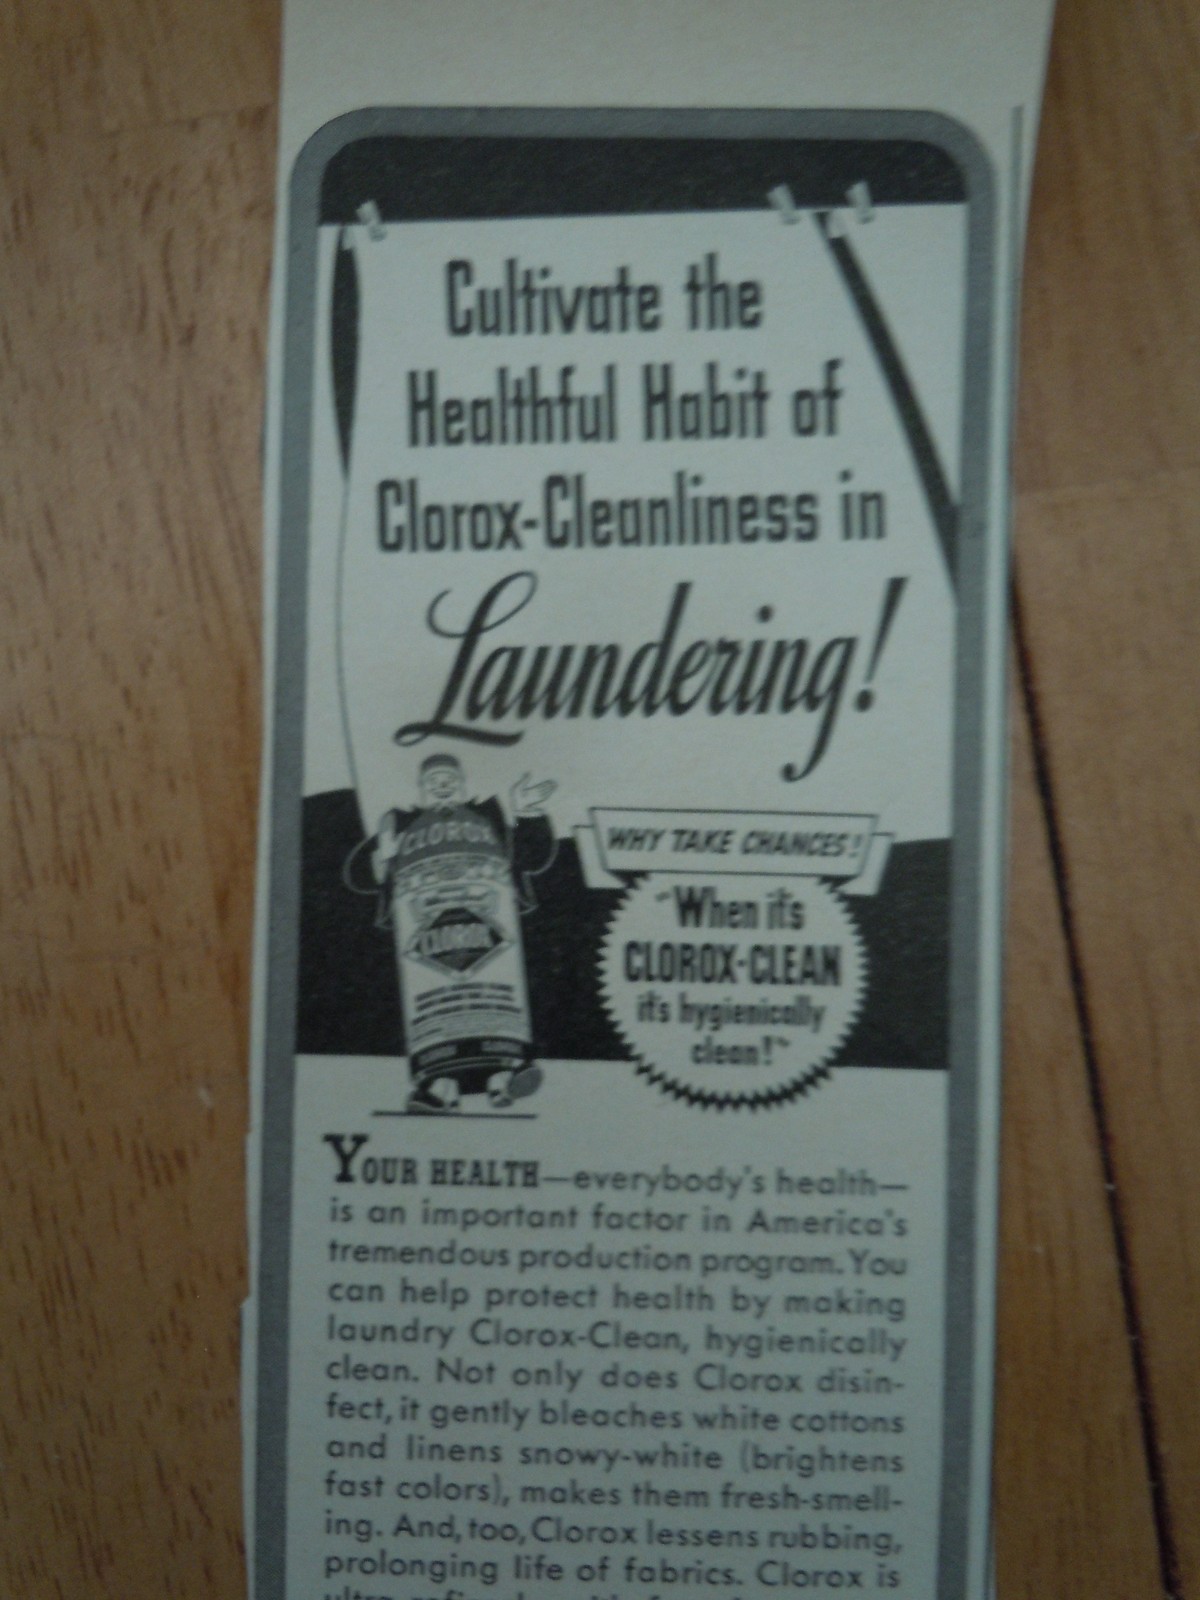 Cultivate the
Healthful Habit of
Clorox-Cleanliness in
Laundering!
CLOROX
CLOROX
WHY TAKE CHANCES!
"When it's
CLOROX-CLEAN
it's hygienically
clean!"
YOUR HEALTH—everybody's health—
is an important factor in America's
tremendous production program. You
can help protect health by making
laundry Clorox-Clean, hygienically
clean. Not only does Clorox disin-
fect, it gently bleaches white cottons
and linens snowy-white (brightens
fast colors), makes them fresh-smell-
ing. And, too, Clorox lessens rubbing,
prolonging life of fabrics. Clorox is